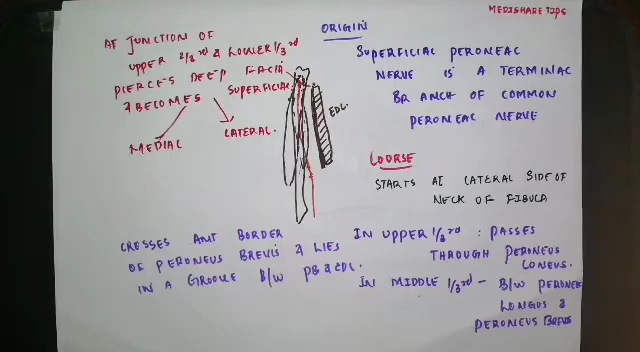 MEDISHARE TIPS
ORIGIN
SUPERFICIAL PERONEAL
NERVE IS A TERMINAL
BRANCH OF COMMON
PERONEAL NERVE
COURSE
STARTS AT LATERAL SIDE OF
NECK OF FIBULA
IN UPPER 1/3rd : PASSES
THROUGH PERONEUS
LONGUS.
IN MIDDLE 1/3rd - B/W PERONEUS
LONGUS &
PERONEUS BREVIS
CROSSES ANT BORDER
OF PERONEUS BREVIS & LIES
IN A GROOVE B/W PB & EDL.
AT JUNCTION OF
UPPER 2/3rd & LOWER 1/3rd
PIERCES DEEP FACIA
& BECOMES SUPERFICIAL
MEDIAL
LATERAL.
EDL